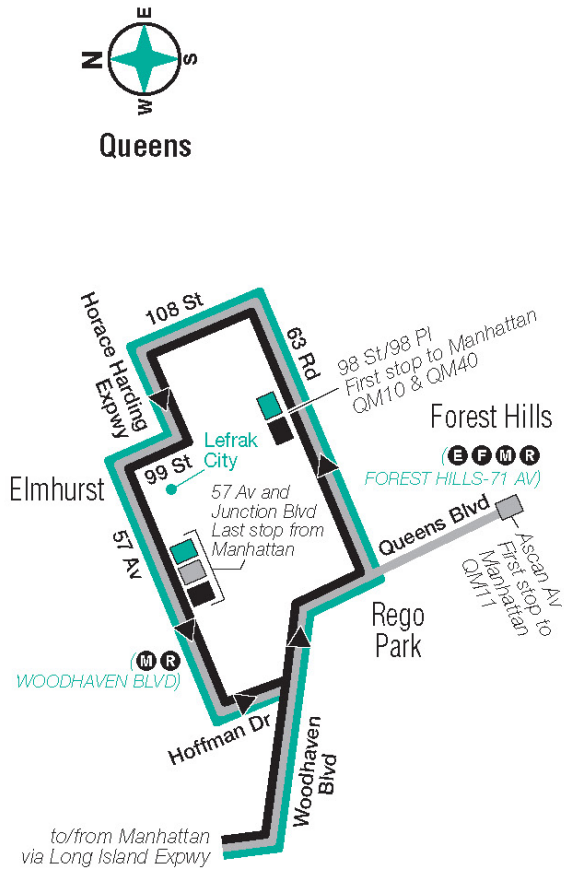 E
N
S
W
Queens
108 St
Horace Harding
Expwy
63 Rd
98 St/98 Pl
First stop to Manhattan
QM10 & QM40
Forest Hills
(E F M R
FOREST HILLS-71 AV)
Lefrak
City
99 St
Elmhurst
57 Av and
Junction Blvd
Last stop from
Manhattan
57 Av
Queens Blvd
Ascan Av
First stop to
Manhattan
QM11
Rego
Park
(M R
WOODHAVEN BLVD)
Hoffman Dr
Woodhaven
Blvd
to/from Manhattan
via Long Island Expwy